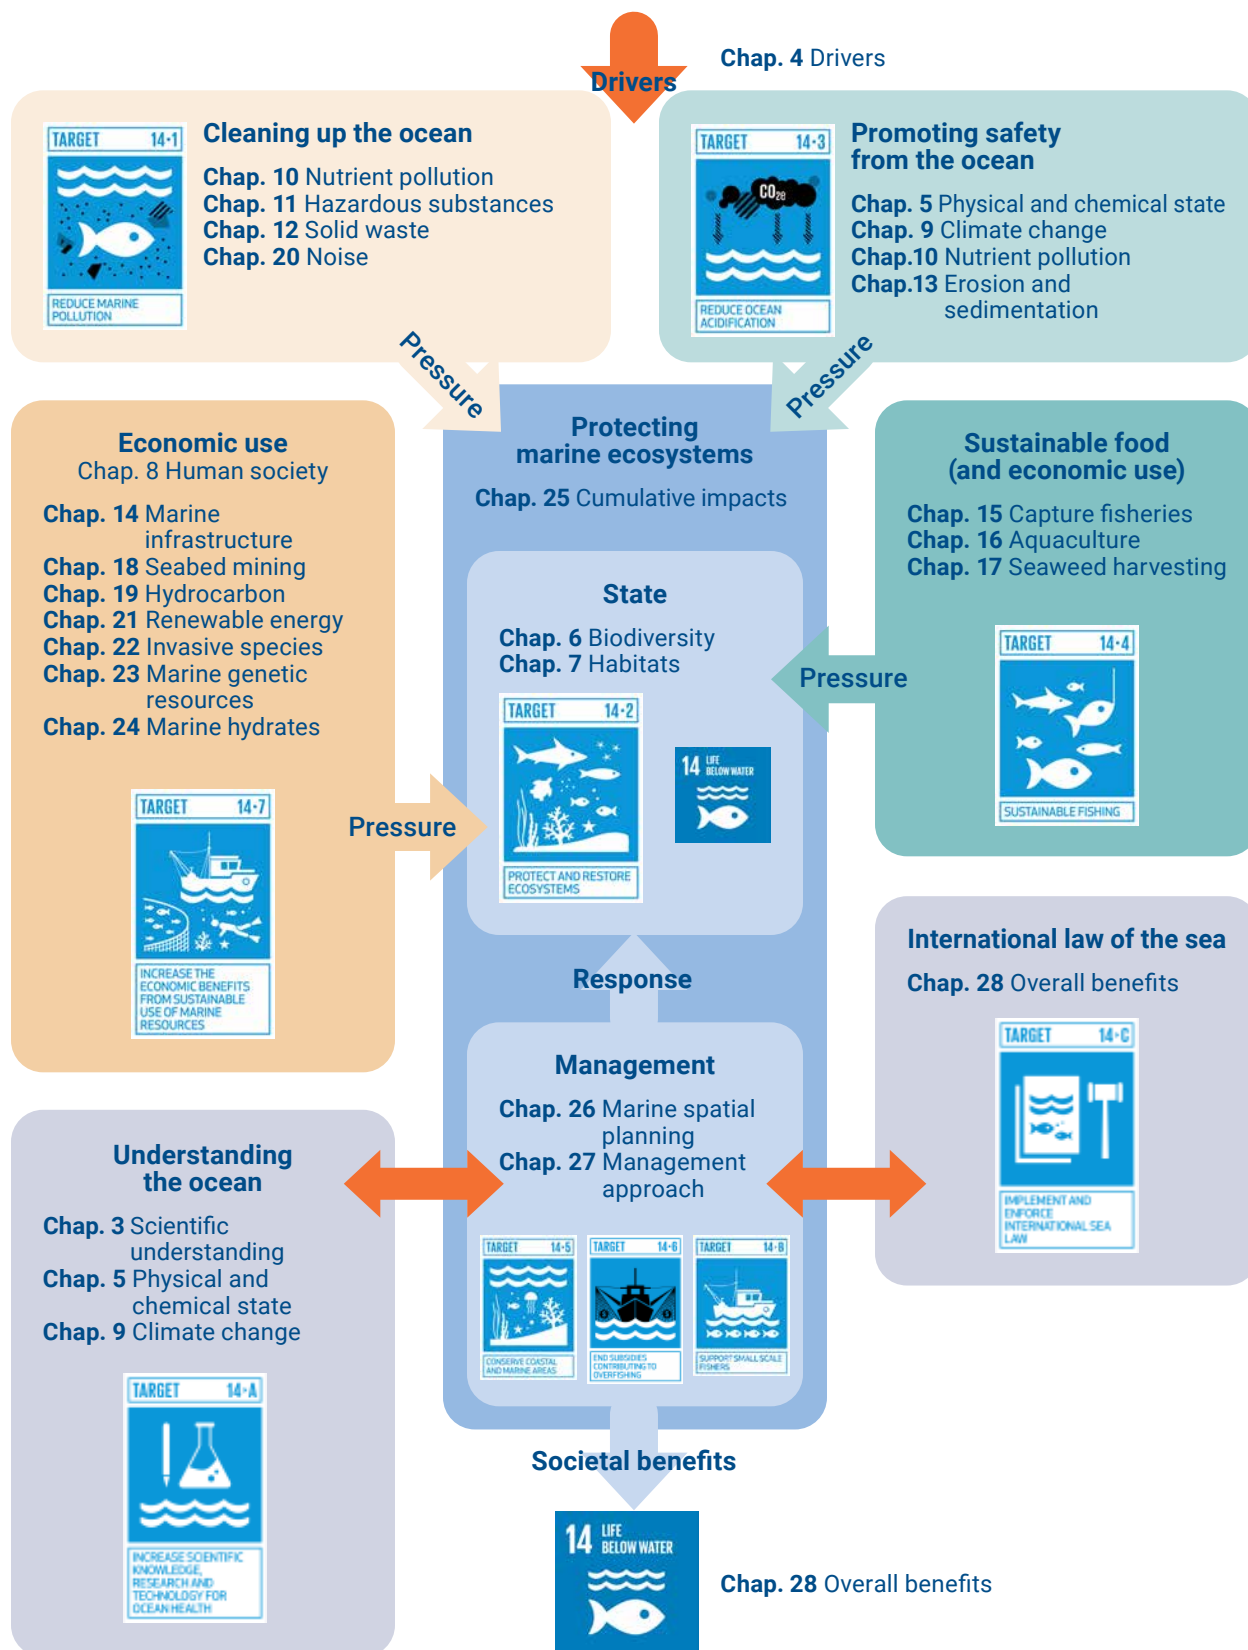 Drivers
Chap. 4 Drivers
TARGET 14·1
REDUCE MARINE
POLLUTION
Cleaning up the ocean
Chap. 10 Nutrient pollution
Chap. 11 Hazardous substances
Chap. 12 Solid waste
Chap. 20 Noise
TARGET 14·3
CO2e
REDUCE OCEAN
ACIDIFICATION
Promoting safety
from the ocean
Chap. 5 Physical and chemical state
Chap. 9 Climate change
Chap.10 Nutrient pollution
Chap.13 Erosion and
sedimentation
Pressure
Pressure
Economic use
Chap. 8 Human society
Chap. 14 Marine
infrastructure
Chap. 18 Seabed mining
Chap. 19 Hydrocarbon
Chap. 21 Renewable energy
Chap. 22 Invasive species
Chap. 23 Marine genetic
resources
Chap. 24 Marine hydrates
TARGET 14·7
INCREASE THE
ECONOMIC BENEFITS
FROM SUSTAINABLE
USE OF MARINE
RESOURCES
Pressure
Protecting
marine ecosystems
Chap. 25 Cumulative impacts
State
Chap. 6 Biodiversity
Chap. 7 Habitats
TARGET 14·2
PROTECT AND RESTORE
ECOSYSTEMS
14 LIFE
BELOW WATER
Sustainable food
(and economic use)
Chap. 15 Capture fisheries
Chap. 16 Aquaculture
Chap. 17 Seaweed harvesting
Pressure
TARGET 14·4
SUSTAINABLE FISHING
Response
Management
Chap. 26 Marine spatial
planning
Chap. 27 Management
approach
TARGET 14·5
CONSERVE COASTAL
AND MARINE AREAS
TARGET 14·6
END SUBSIDIES
CONTRIBUTING TO
OVERFISHING
TARGET 14·B
SUPPORT SMALL SCALE
FISHERS
International law of the sea
Chap. 28 Overall benefits
TARGET 14·C
IMPLEMENT AND
ENFORCE
INTERNATIONAL SEA
LAW
Understanding
the ocean
Chap. 3 Scientific
understanding
Chap. 5 Physical and
chemical state
Chap. 9 Climate change
TARGET 14·A
INCREASE SCIENTIFIC
KNOWLEDGE,
RESEARCH AND
TECHNOLOGY FOR
OCEAN HEALTH
Societal benefits
14 LIFE
BELOW WATER
Chap. 28 Overall benefits